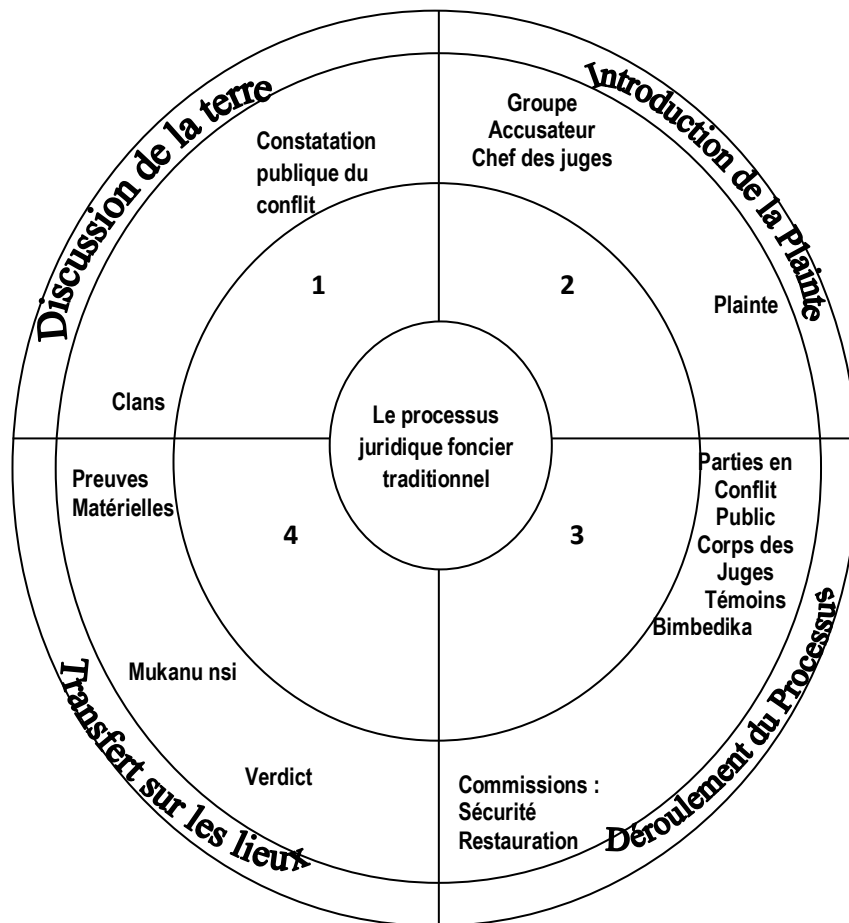 Discussion de la terre
Constatation
publique du
conflit
1
Clans
Introduction de la Plainte
Groupe
Accusateur
Chef des juges
2
Plainte
Le processus
juridique foncier
traditionnel
Parties en
Conflit
Public
Corps des
Juges
Témoins
Bimbedika
3
Commissions :
Sécurité
Restauration
Déroulement du Processus
Preuves
Matérielles
4
Mukanu nsi
Verdict
Transfert sur les lieux